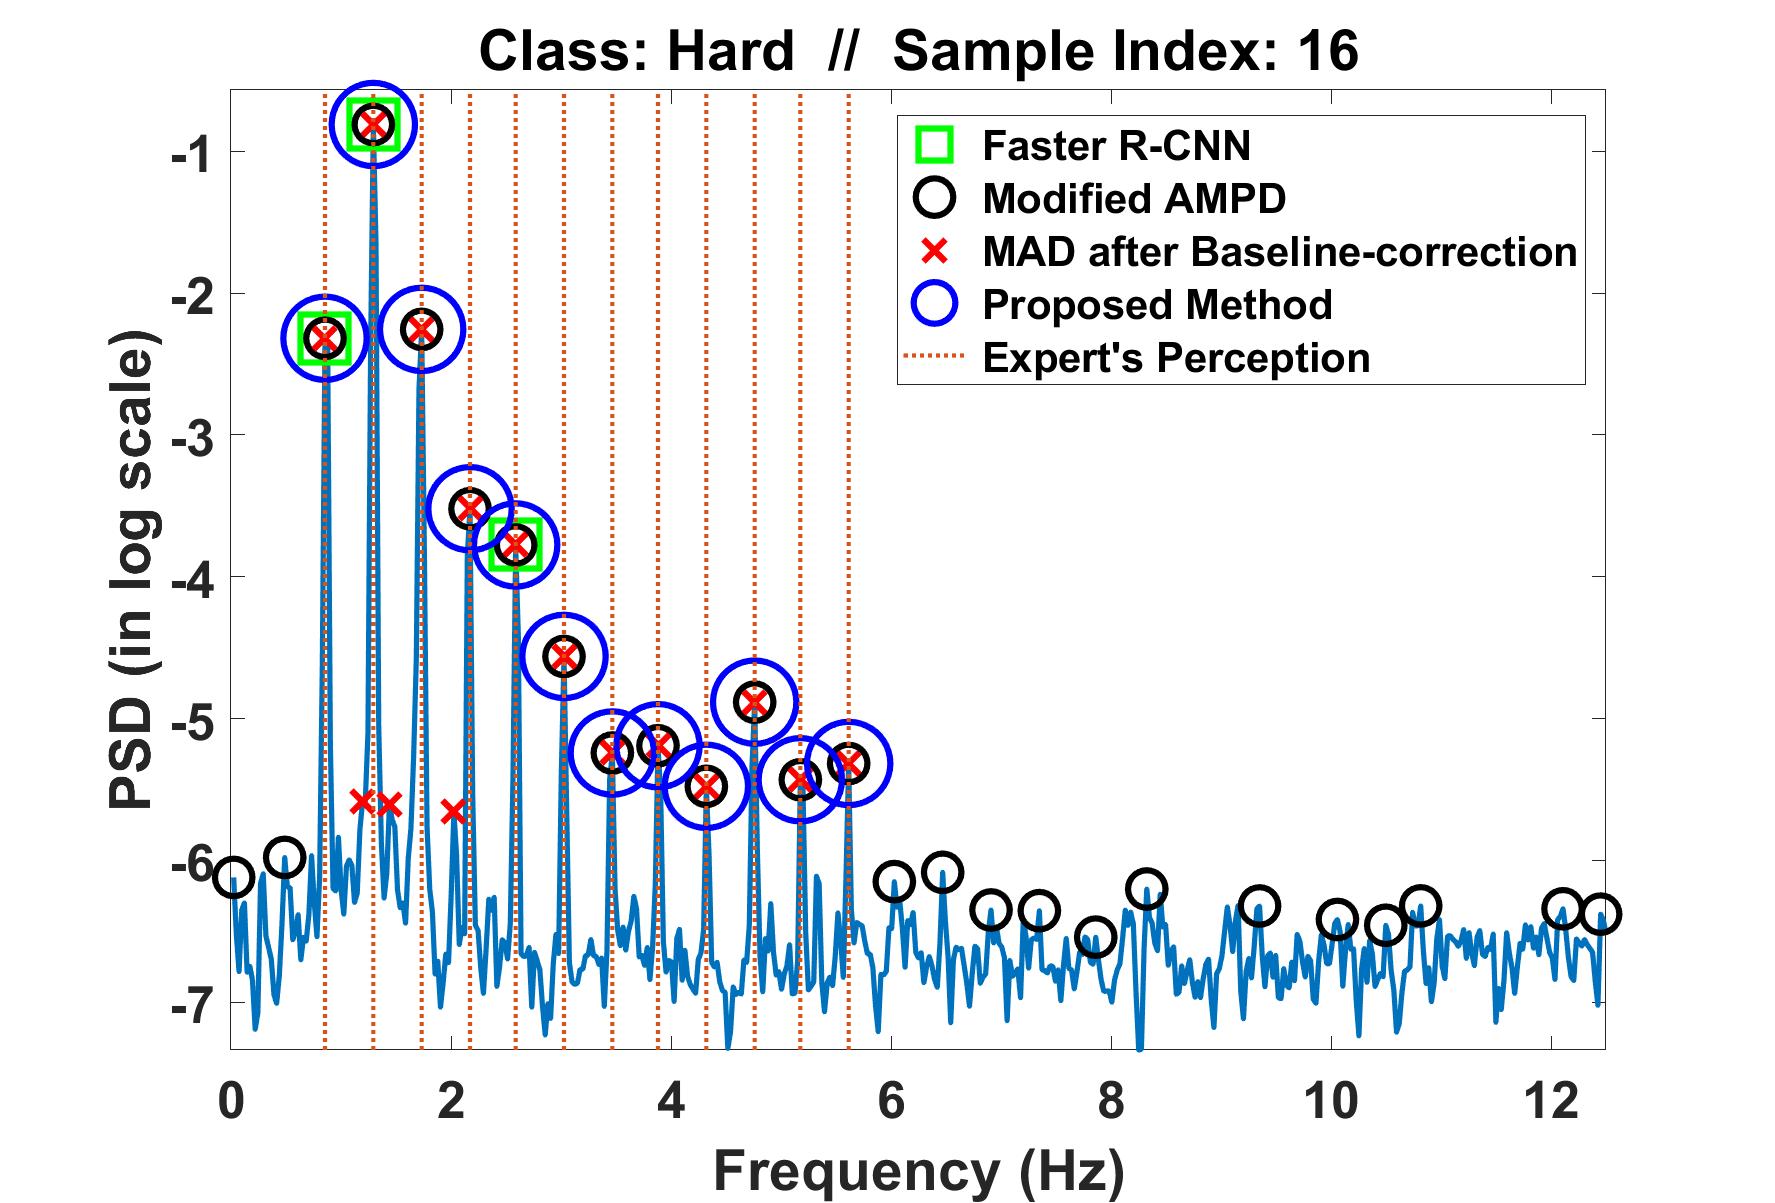 Class: Hard // Sample Index: 16
Faster R-CNN
Modified AMPD
MAD after Baseline-correction
Proposed Method
Expert's Perception
PSD (in log scale)
-1
-2
-3
-4
-5
-6
-7
0 2 4 6 8 10 12
Frequency (Hz)